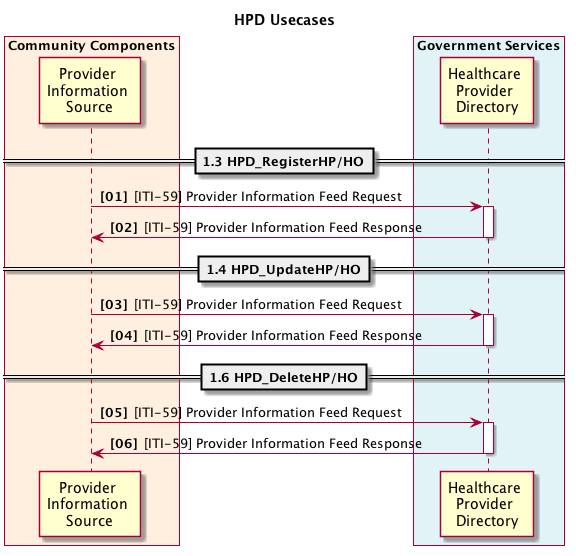 HPD Usecases
Community Components
Government Services
Provider
Information
Source
Healthcare
Provider
Directory
1.3 HPD_RegisterHP/HO
[01] [ITI-59] Provider Information Feed Request
[02] [ITI-59] Provider Information Feed Response
1.4 HPD_UpdateHP/HO
[03] [ITI-59] Provider Information Feed Request
[04] [ITI-59] Provider Information Feed Response
1.6 HPD_DeleteHP/HO
[05] [ITI-59] Provider Information Feed Request
[06] [ITI-59] Provider Information Feed Response
Provider
Information
Source
Healthcare
Provider
Directory